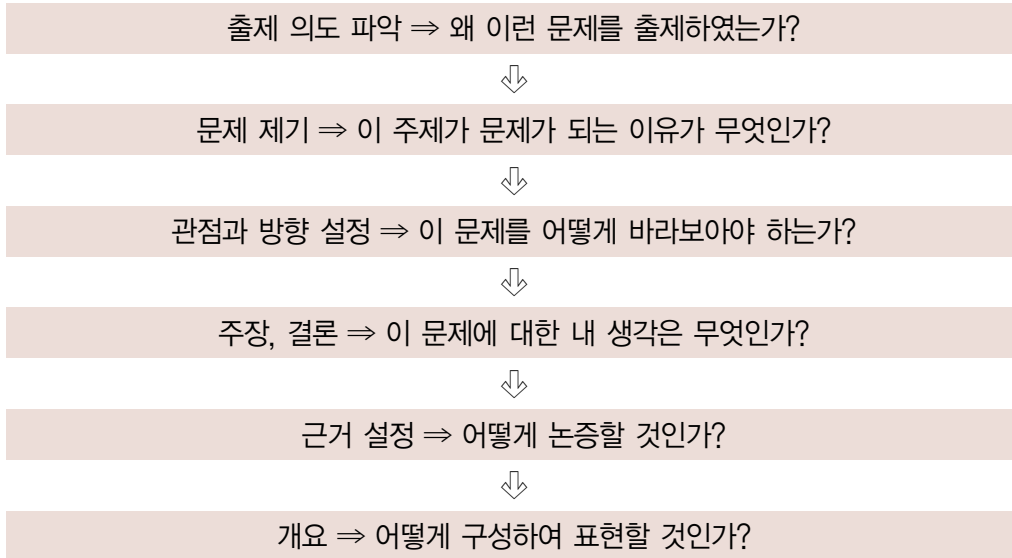 출제 의도 파악 ⇒ 왜 이런 문제를 출제하였는가?
문제 제기 ⇒ 이 주제가 문제가 되는 이유가 무엇인가?
관점과 방향 설정 ⇒ 이 문제를 어떻게 바라보아야 하는가?
주장, 결론 ⇒ 이 문제에 대한 내 생각은 무엇인가?
근거 설정 ⇒ 어떻게 논증할 것인가?
개요 ⇒ 어떻게 구성하여 표현할 것인가?